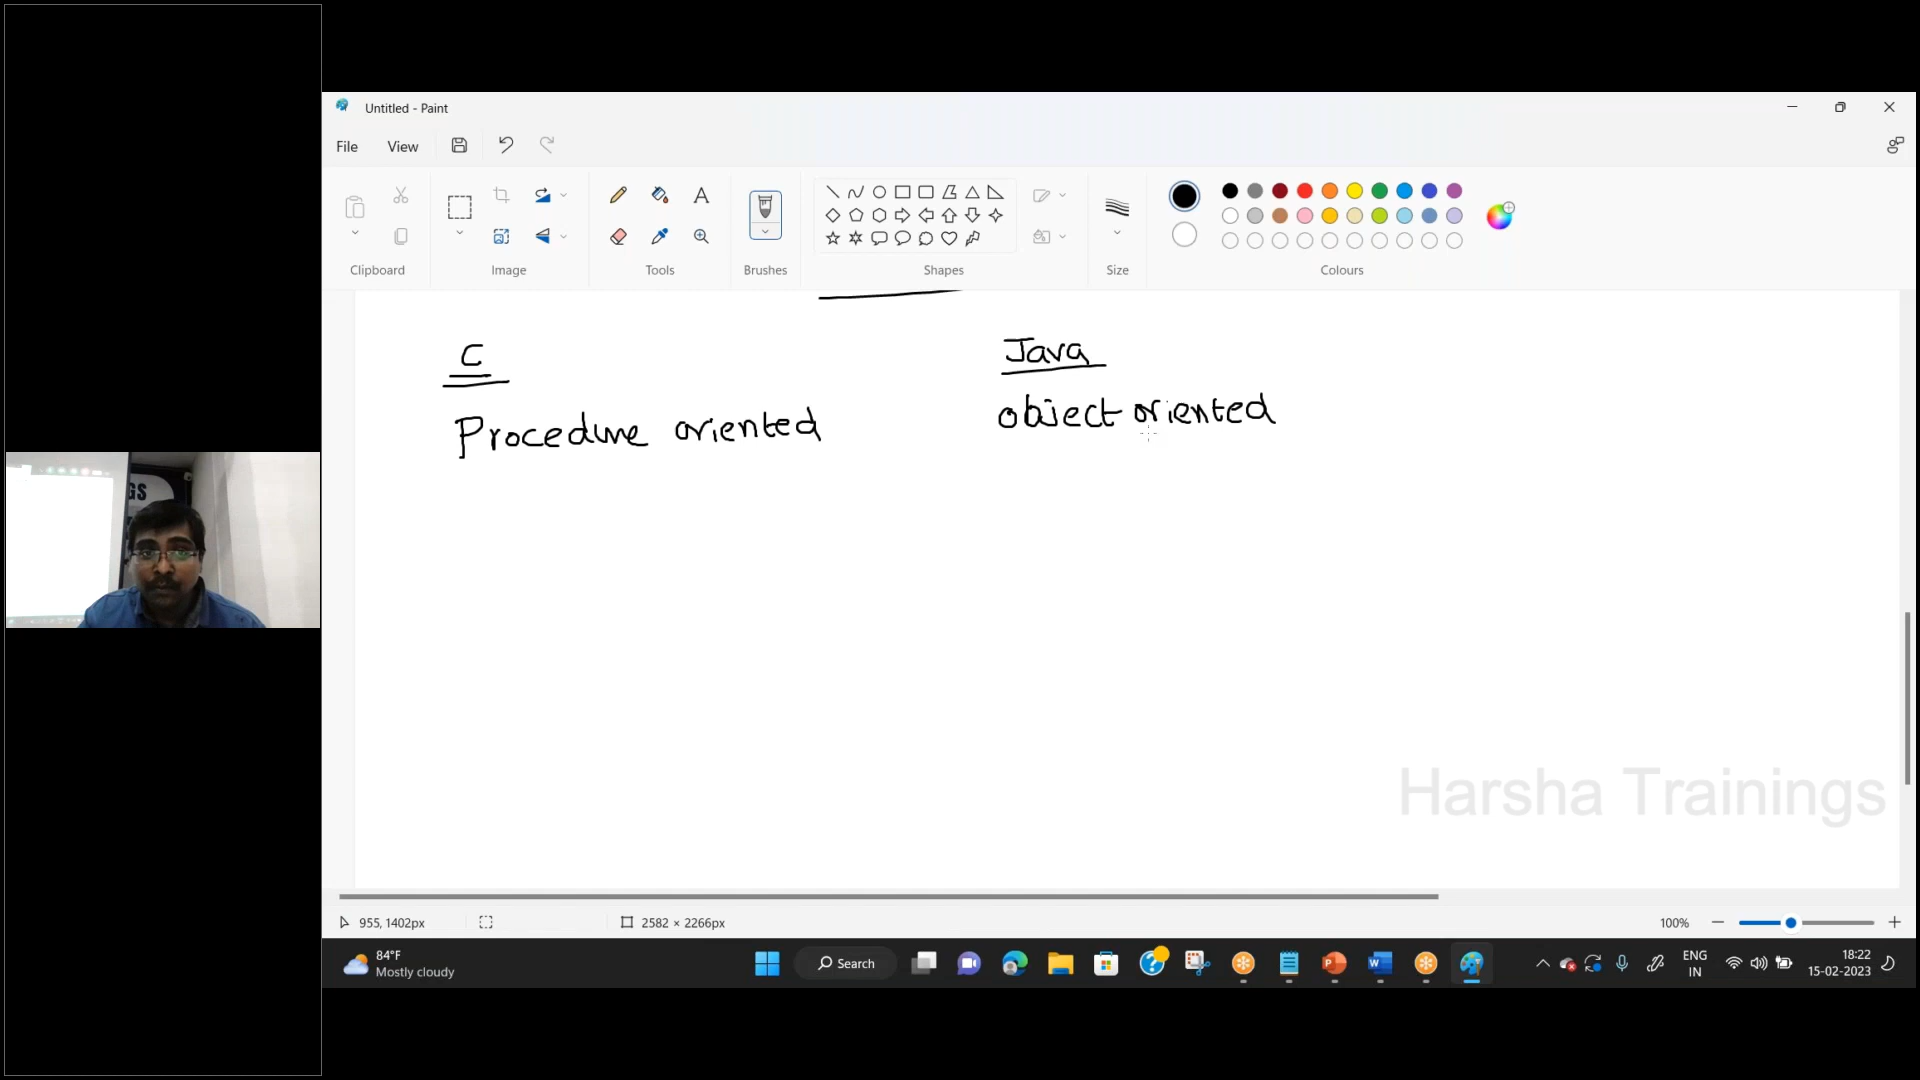 GS
Untitled - Paint
File View
Clipboard Image Tools Brushes Shapes Size Colours
C Java
Procedure oriented object oriented
Harsha Trainings
955, 1402px 2582 × 2266px 100%
84°F
Mostly cloudy
Search
ENG
IN
18:22
15-02-2023